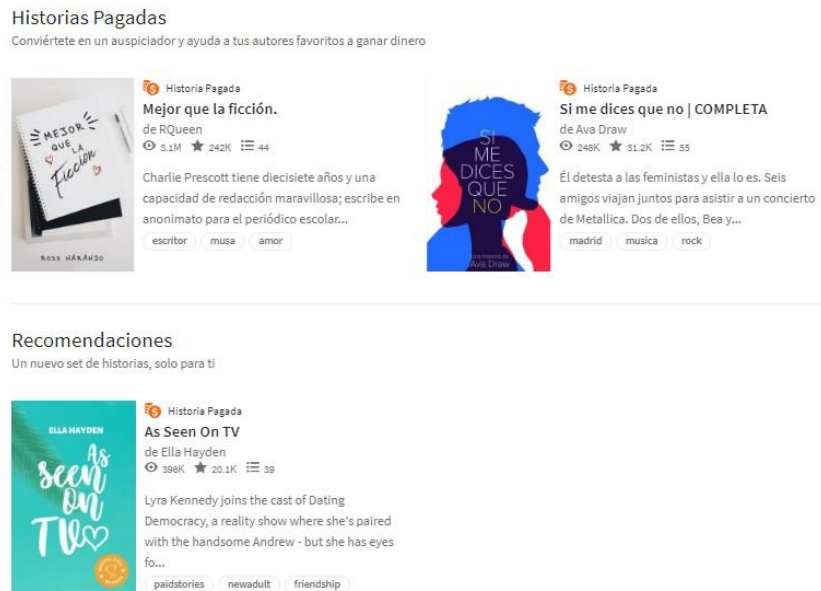 Historias Pagadas
Conviértete en un auspiciador y ayuda a tus autores favoritos a ganar dinero
MEJOR
QUE LA
Ficción
ROSS NARANJO
Historia Pagada
Mejor que la ficción.
de RQueen
3.1M 242K 44
Charlie Prescott tiene diecisiete años y una
capacidad de redacción maravillosa; escribe en
anonimato para el periódico escolar...
escritor musa amor
SI
ME
DICES
QUE
NO
Una historia de
Ava Draw
Historia Pagada
Si me dices que no | COMPLETA
de Ava Draw
248K 31.2K 55
Él detesta a las feministas y ella lo es. Seis
amigos viajan juntos para asistir a un concierto
de Metallica. Dos de ellos, Bea y...
madrid musica rock
Recomendaciones
Un nuevo set de historias, solo para ti
ELLA HAYDEN
As
seen
on
TV
Historia Pagada
As Seen On TV
de Ella Hayden
396K 20.1K 39
Lyra Kennedy joins the cast of Dating
Democracy, a reality show where she's paired
with the handsome Andrew - but she has eyes
fo...
paidstories newadult friendship